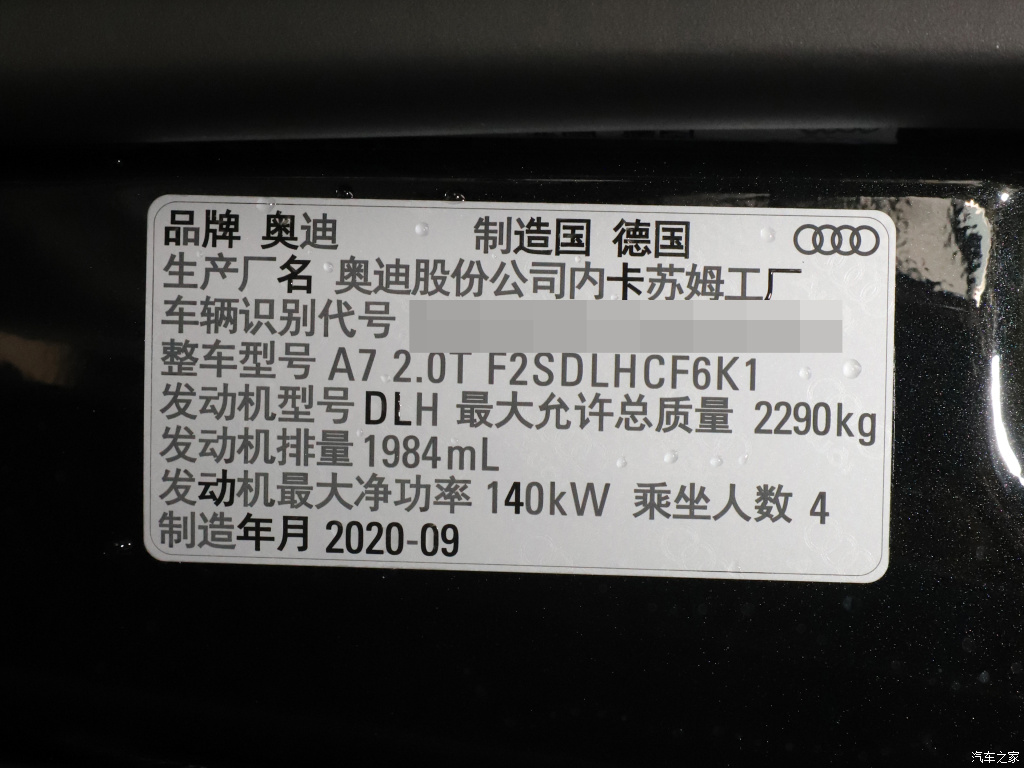 品牌 奥迪 制造国 德国
生产厂名 奥迪股份公司内卡苏姆工厂
车辆识别代号
整车型号 A7 2.0T F2SDLHCF6K1
发动机型号 DLH 最大允许总质量 2290kg
发动机排量 1984mL
发动机最大净功率 140kW 乘坐人数 4
制造年月 2020-09
汽车之家